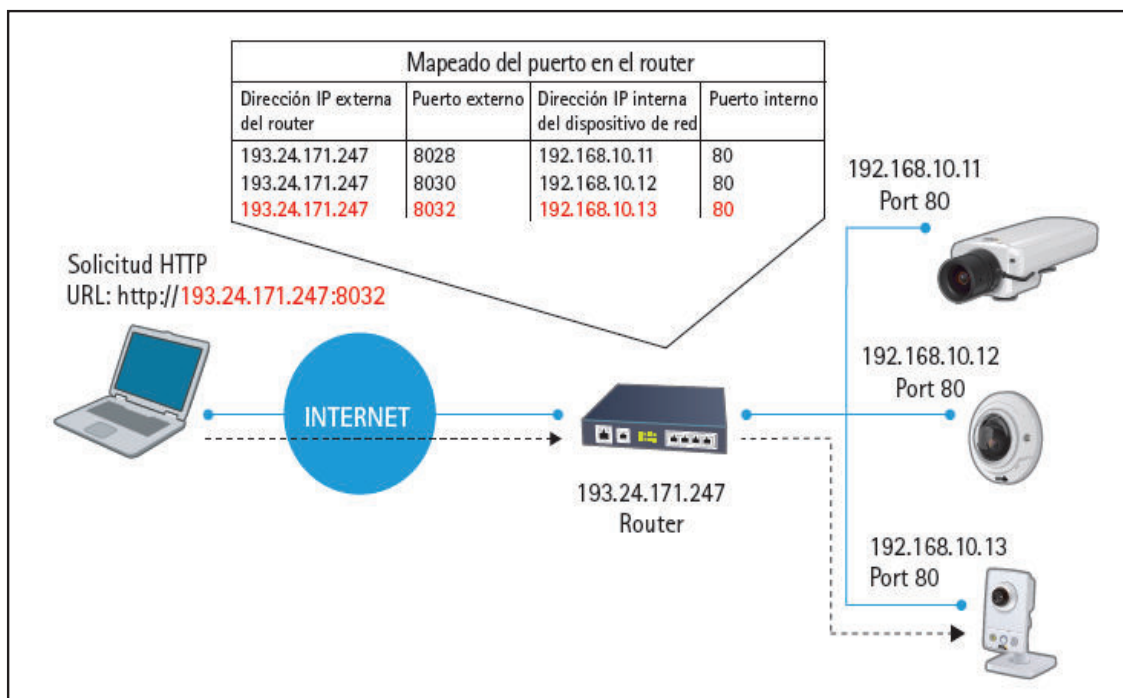 Mapeado del puerto en el router
Dirección IP externa del router Puerto externo Dirección IP interna del dispositivo de red Puerto interno
193.24.171.247 8028 192.168.10.11 80
193.24.171.247 8030 192.168.10.12 80
193.24.171.247 8032 192.168.10.13 80
Solicitud HTTP
URL: http://193.24.171.247:8032
INTERNET
193.24.171.247
Router
192.168.10.11
Port 80
192.168.10.12
Port 80
192.168.10.13
Port 80